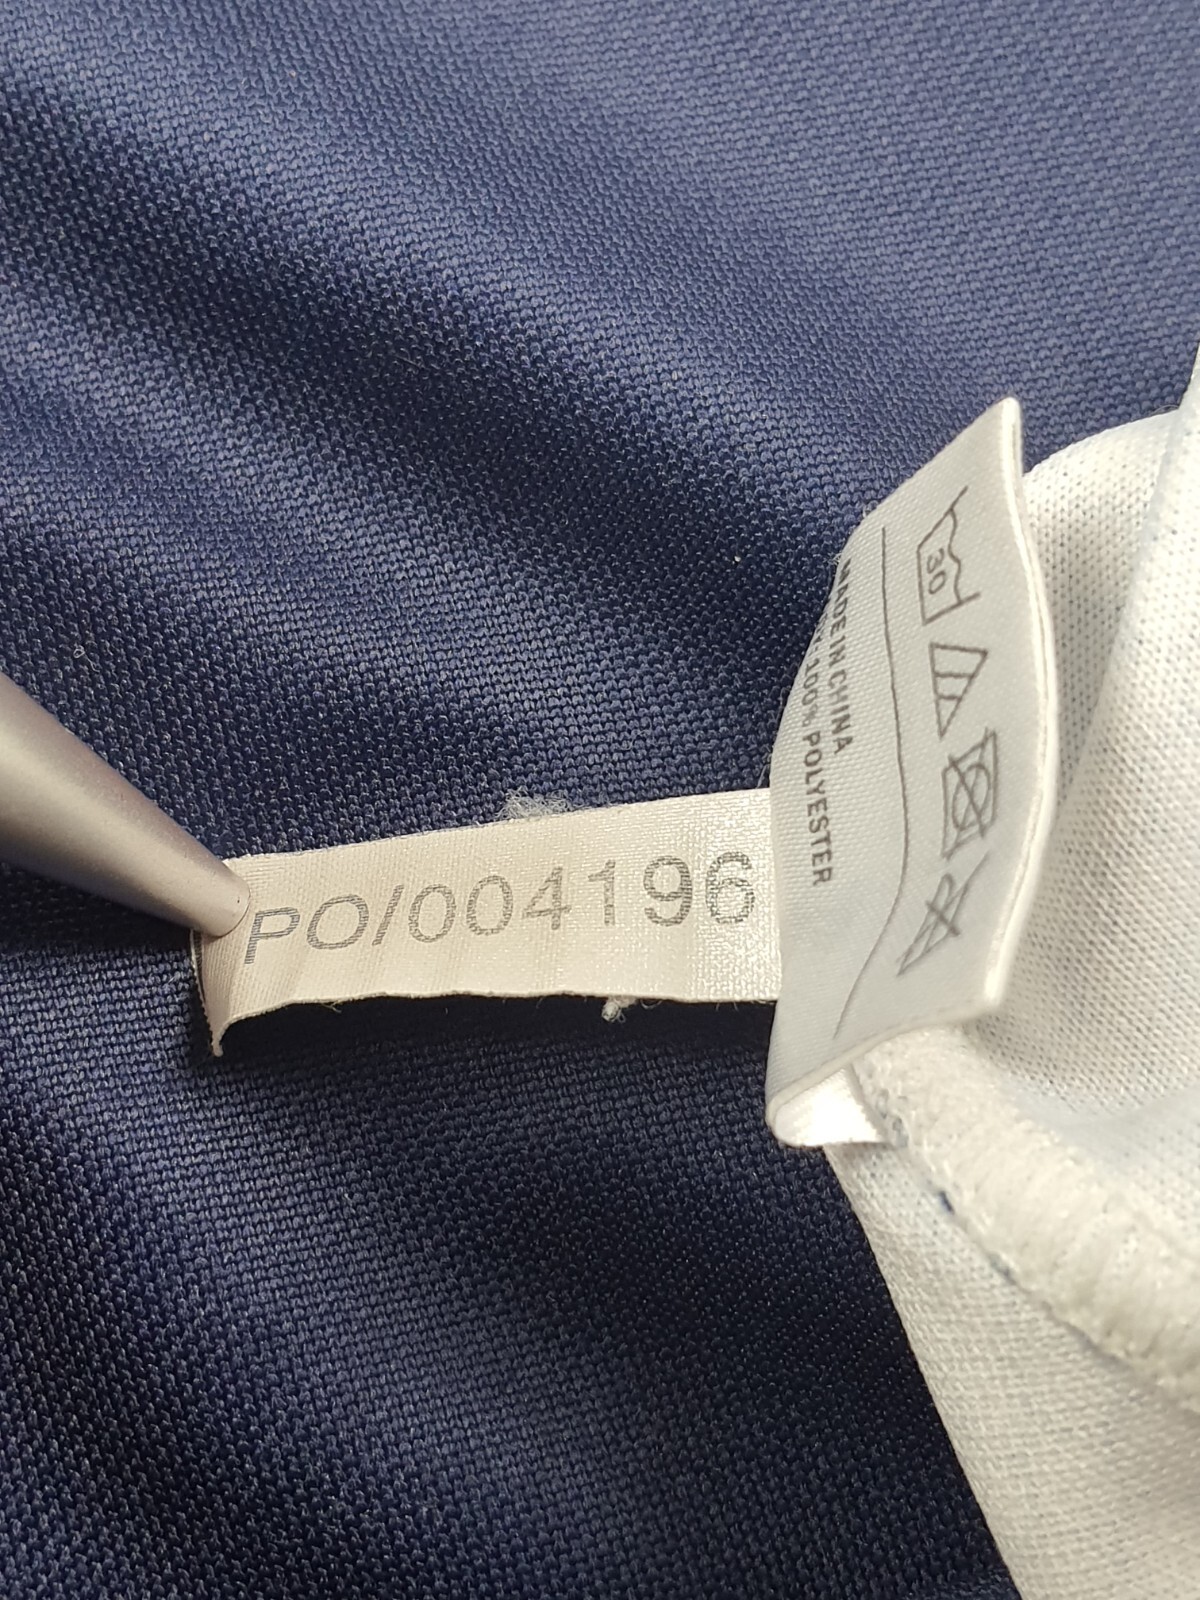 30
MADE IN CHINA
100% POLYESTER
PO/004196